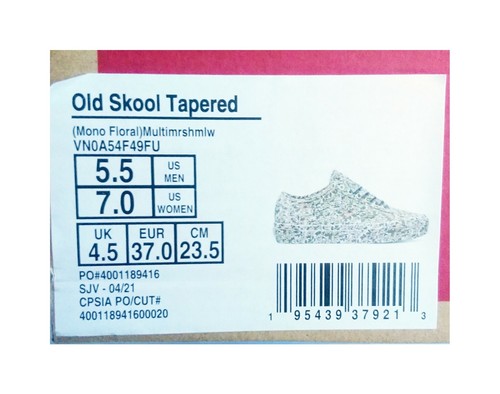 Old Skool Tapered
(Mono Floral)Multimrshmlw
VN0A54F49FU
5.5 US MEN
7.0 US WOMEN
UK EUR CM
4.5 37.0 23.5
PO#4001189416
SJV - 04/21
CPSIA PO/CUT#
400118941600020
1 95439 37921 3